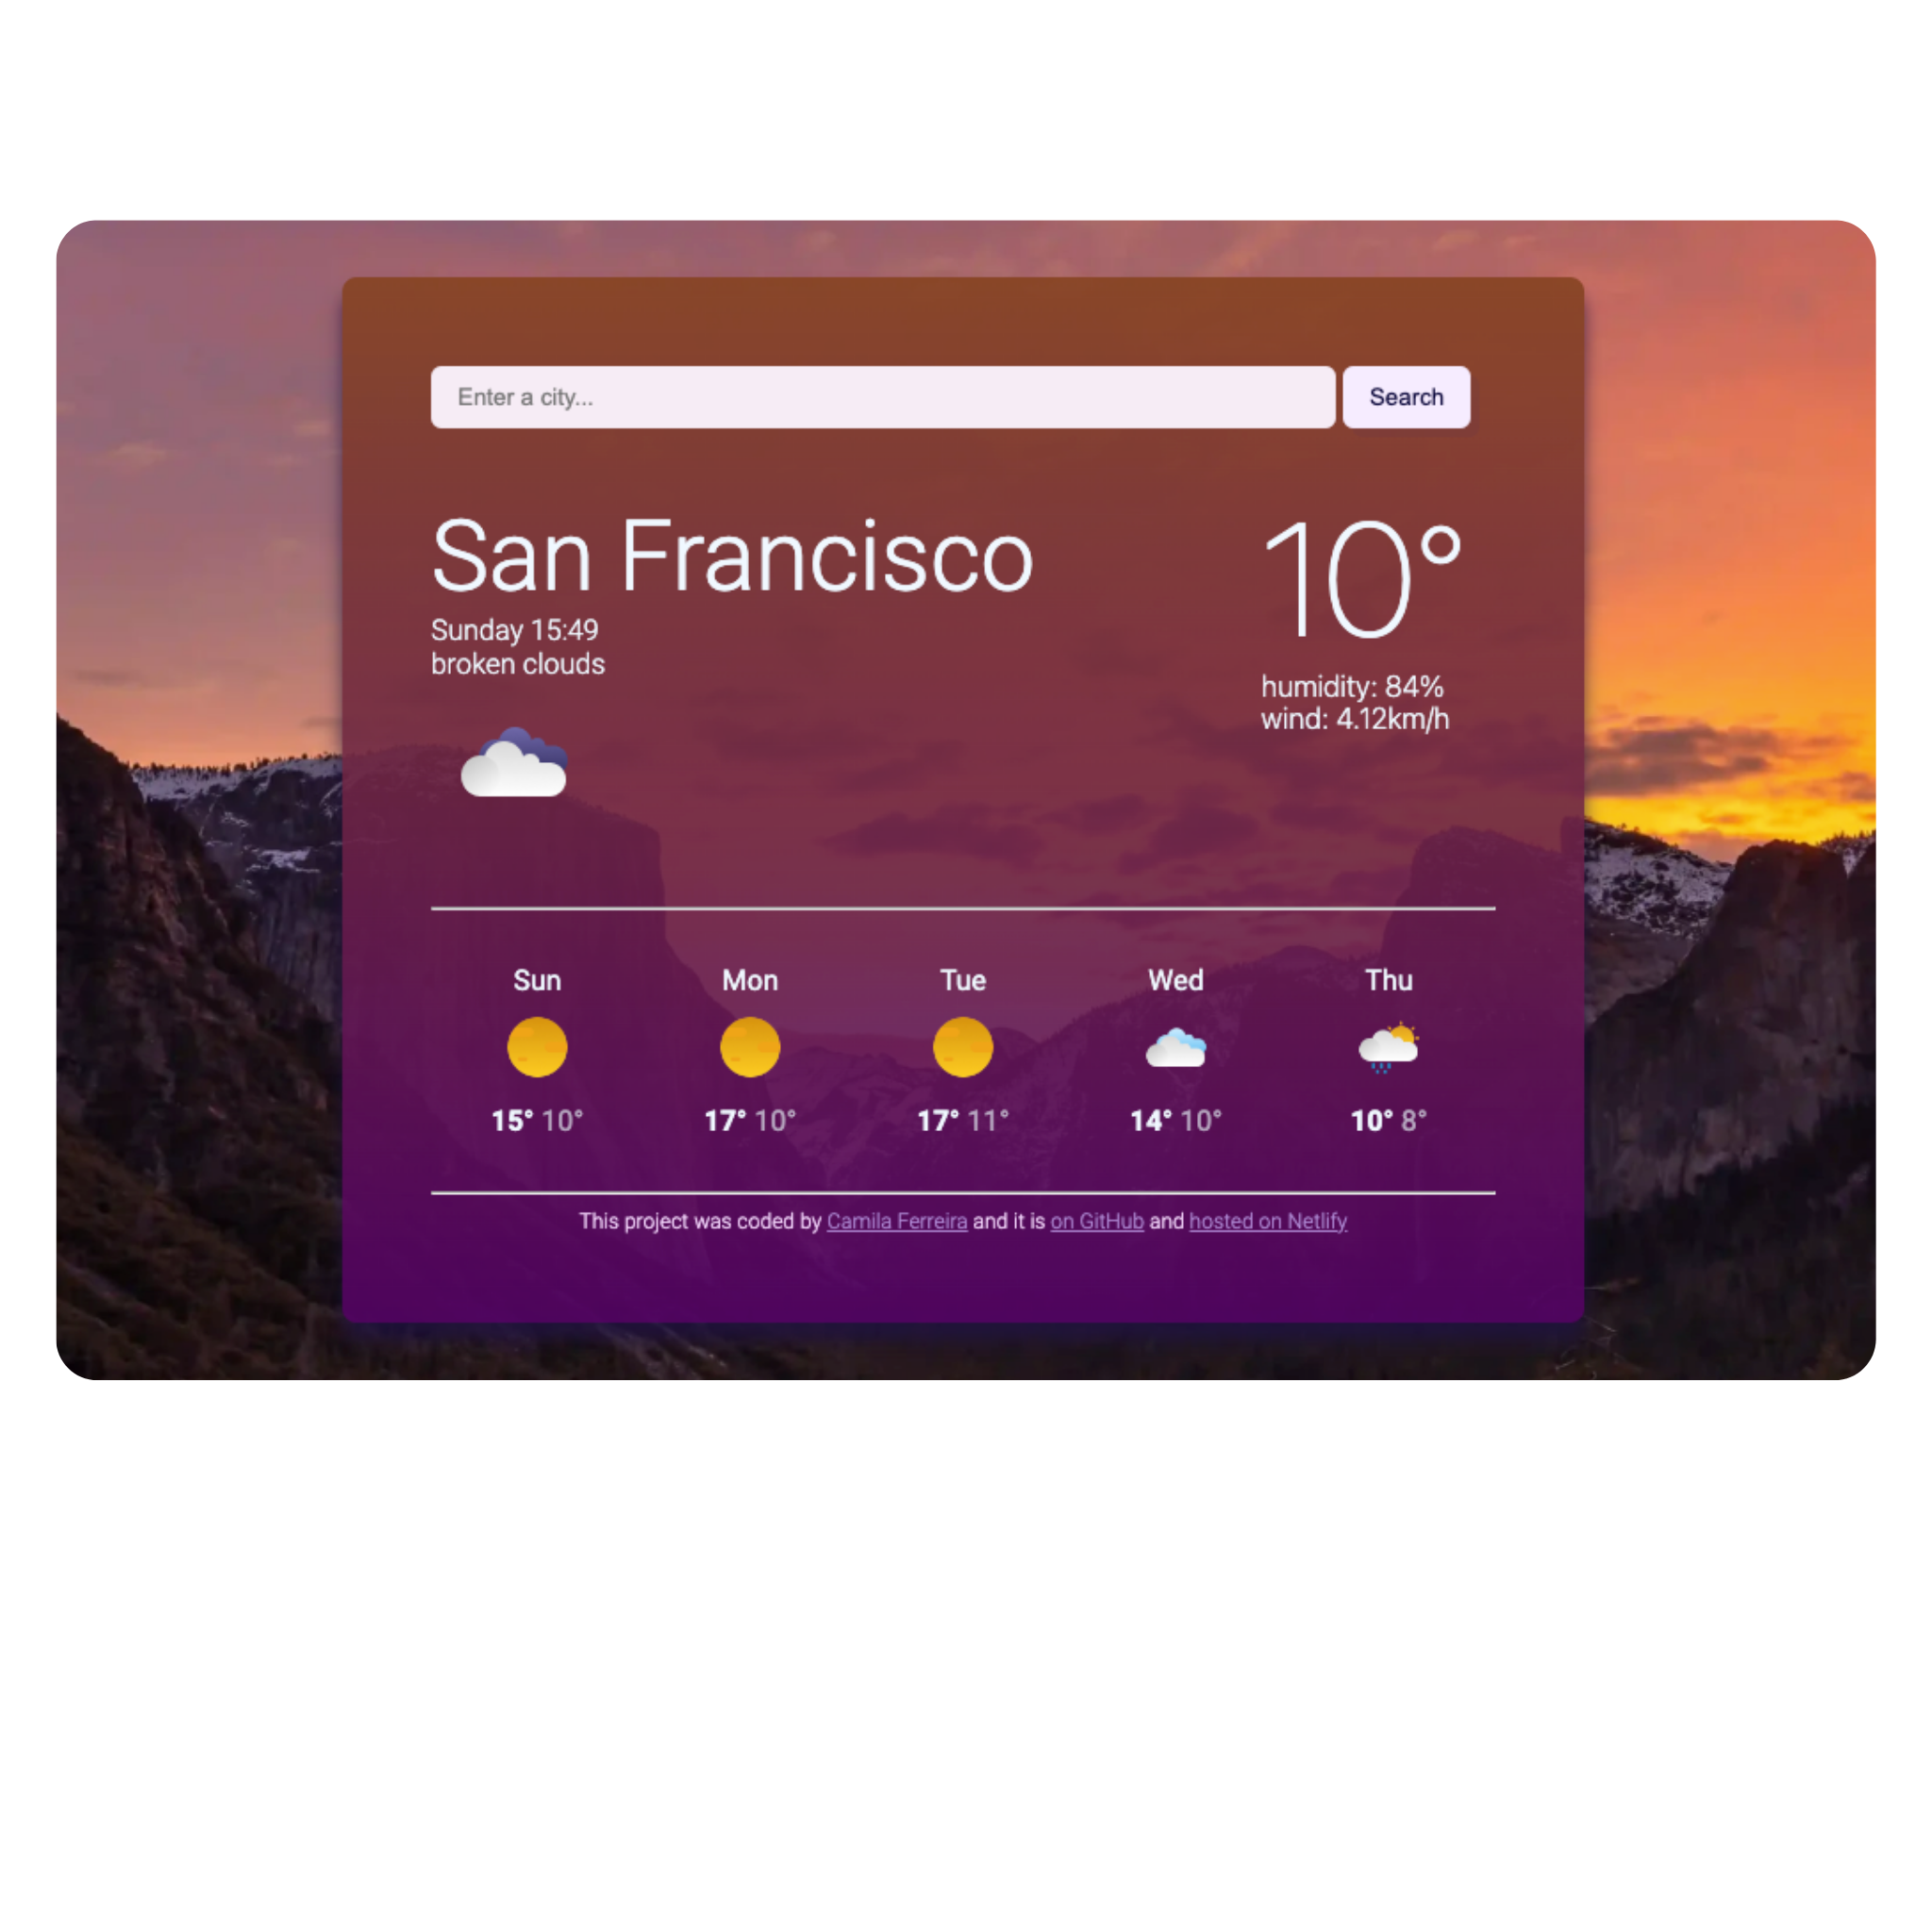 Enter a city... Search
San Francisco
10°
Sunday 15:49
broken clouds
humidity: 84%
wind: 4.12km/h
Sun Mon Tue Wed Thu
15° 10° 17° 10° 17° 11° 14° 10° 10° 8°
This project was coded by Camila Ferreira and it is on GitHub and hosted on Netlify